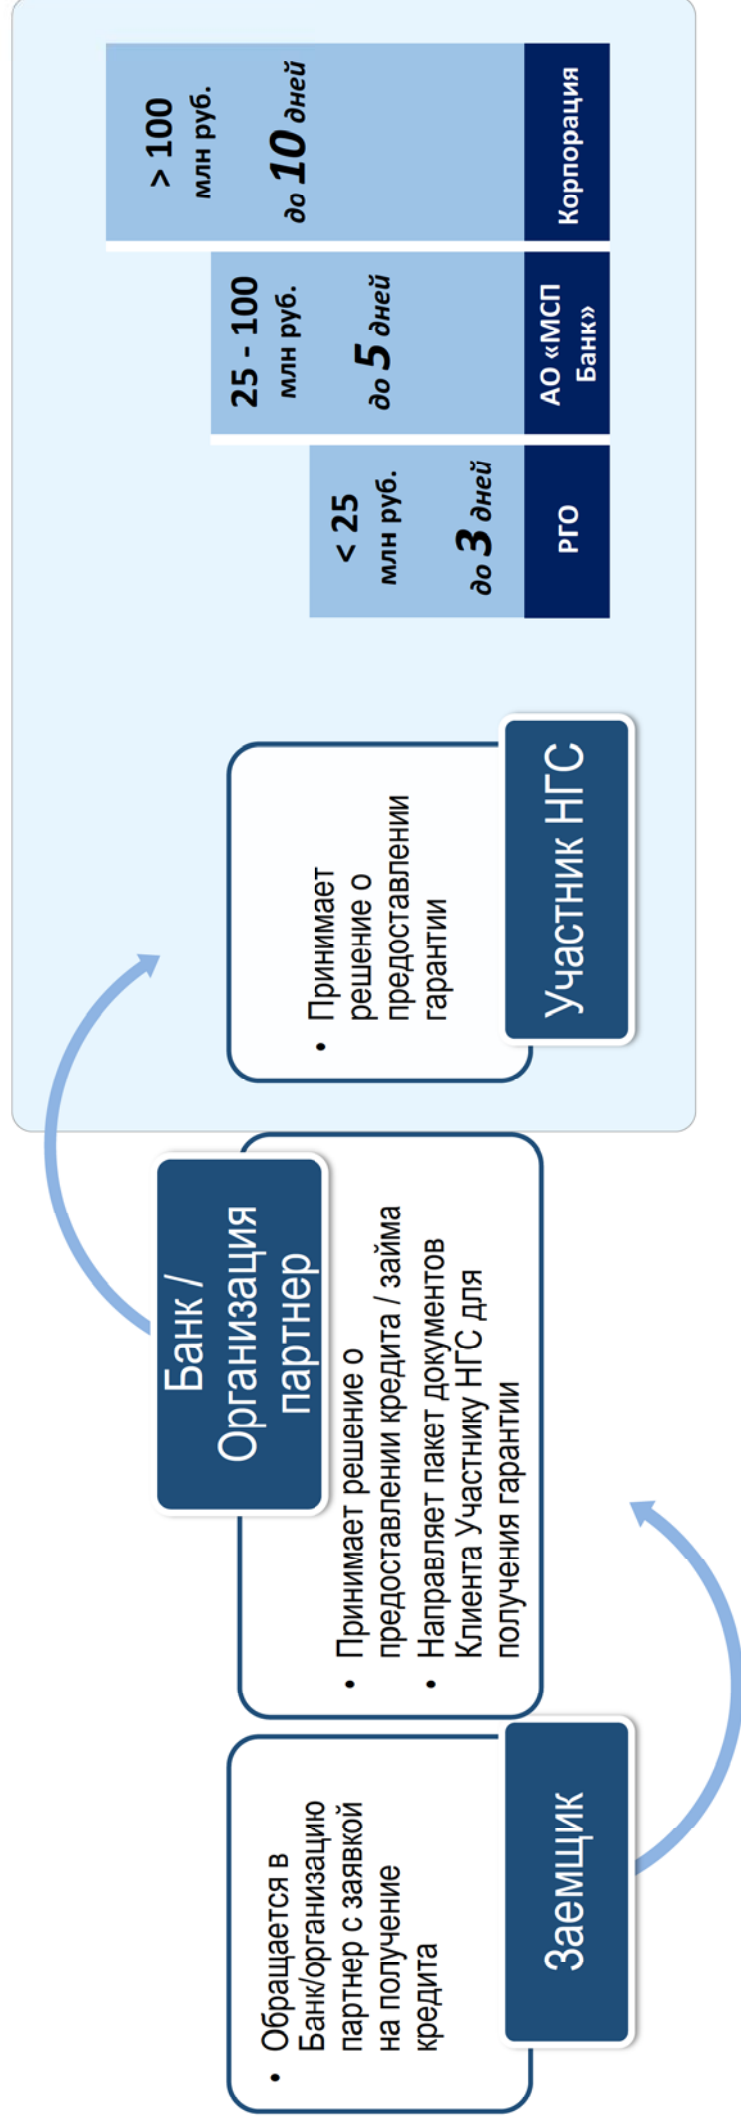 Обращается в
Банк/организацию
партнер с заявкой
на получение
кредита
Заемщик
Банк /
Организация
партнер
Принимает решение о
предоставлении кредита / займа
Направляет пакет документов
Клиента Участнику НГС для
получения гарантии
Принимает
решение о
предоставлении
гарантии
Участник НГС
< 25
млн руб.
до 3 дней
РГО
25 - 100
млн руб.
до 5 дней
АО «МСП
Банк»
> 100
млн руб.
до 10 дней
Корпорация